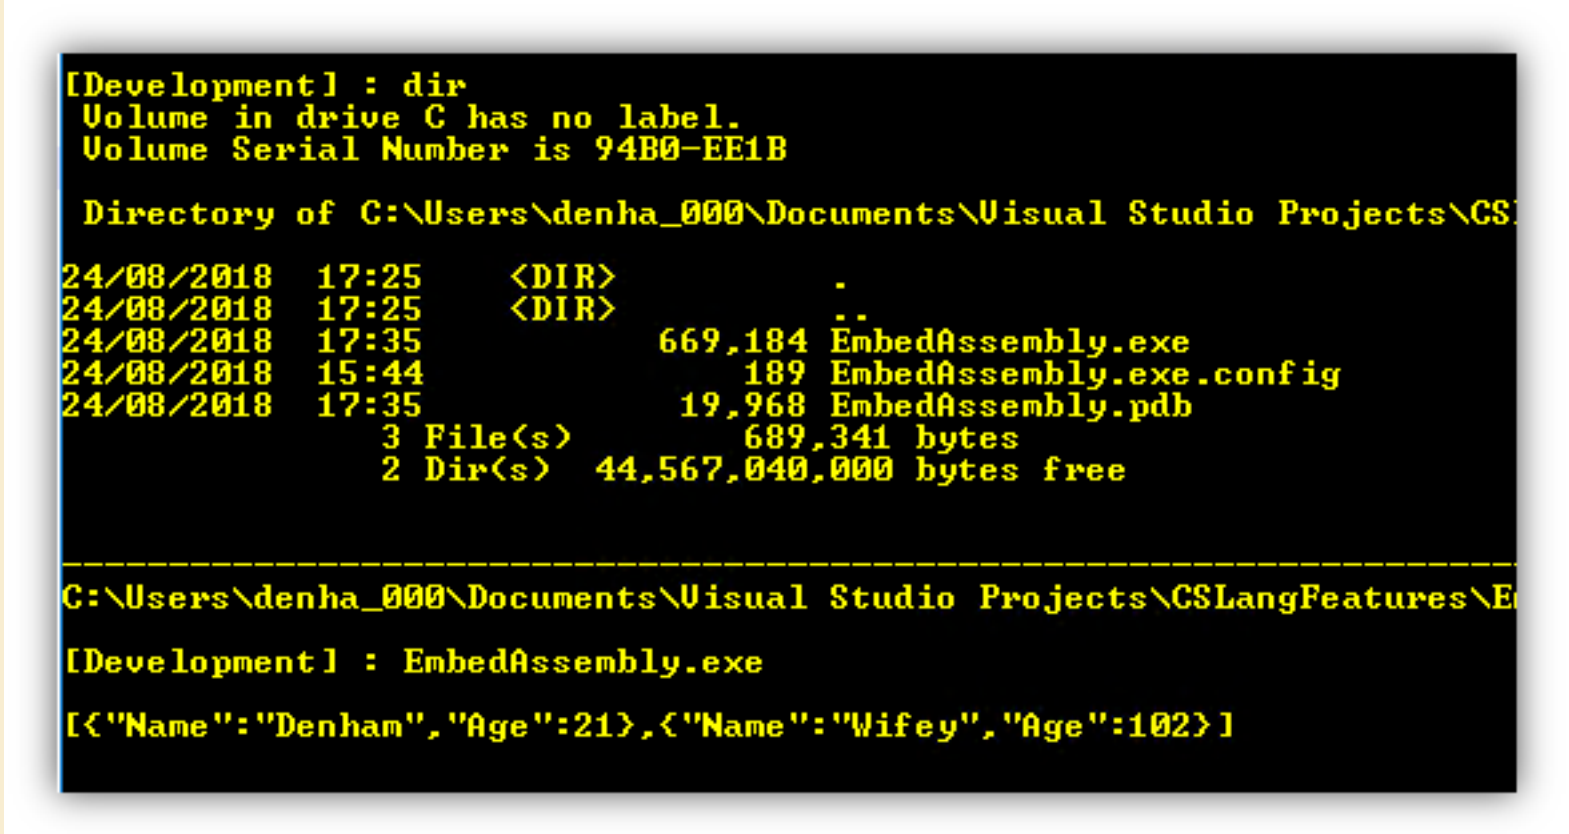 [Development] : dir
Volume in drive C has no label.
Volume Serial Number is 94B0-EE1B
Directory of C:\Users\denha_000\Documents\Visual Studio Projects\CSl
24/08/2018  17:25    <DIR>          .
24/08/2018  17:25    <DIR>          ..
24/08/2018  17:35           669,184 EmbedAssembly.exe
24/08/2018  15:44               189 EmbedAssembly.exe.config
24/08/2018  17:35            19,968 EmbedAssembly.pdb
3 File(s)        689,341 bytes
2 Dir(s)  44,567,040,000 bytes free
--------------------------------------------------------------------
C:\Users\denha_000\Documents\Visual Studio Projects\CSLangFeatures\E
[Development] : EmbedAssembly.exe
[{"Name":"Denham","Age":21},{"Name":"Wifey","Age":102}]